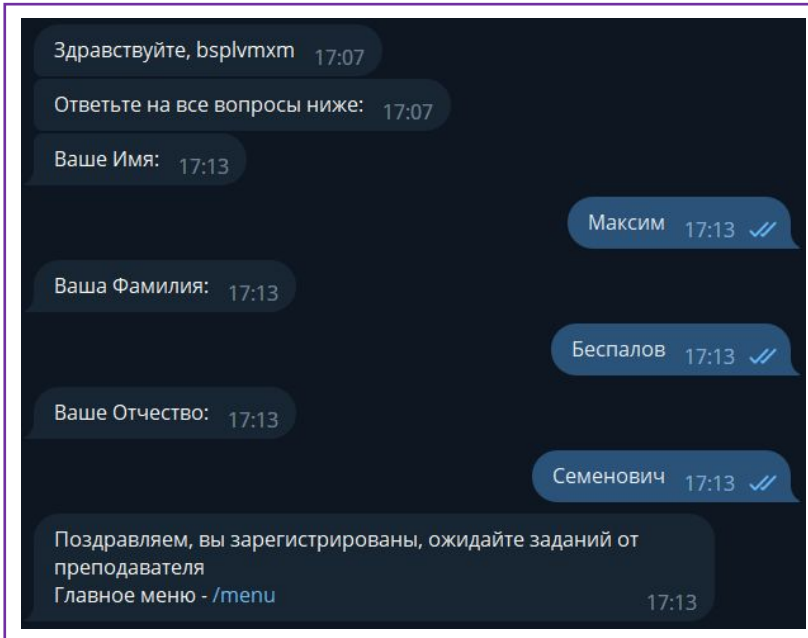 Здравствуйте, bsplvmxm 17:07
Ответьте на все вопросы ниже: 17:07
Ваше Имя: 17:13
Максим 17:13
Ваша Фамилия: 17:13
Беспалов 17:13
Ваше Отчество: 17:13
Семенович 17:13
Поздравляем, вы зарегистрированы, ожидайте заданий от
преподавателя
Главное меню - /menu 17:13